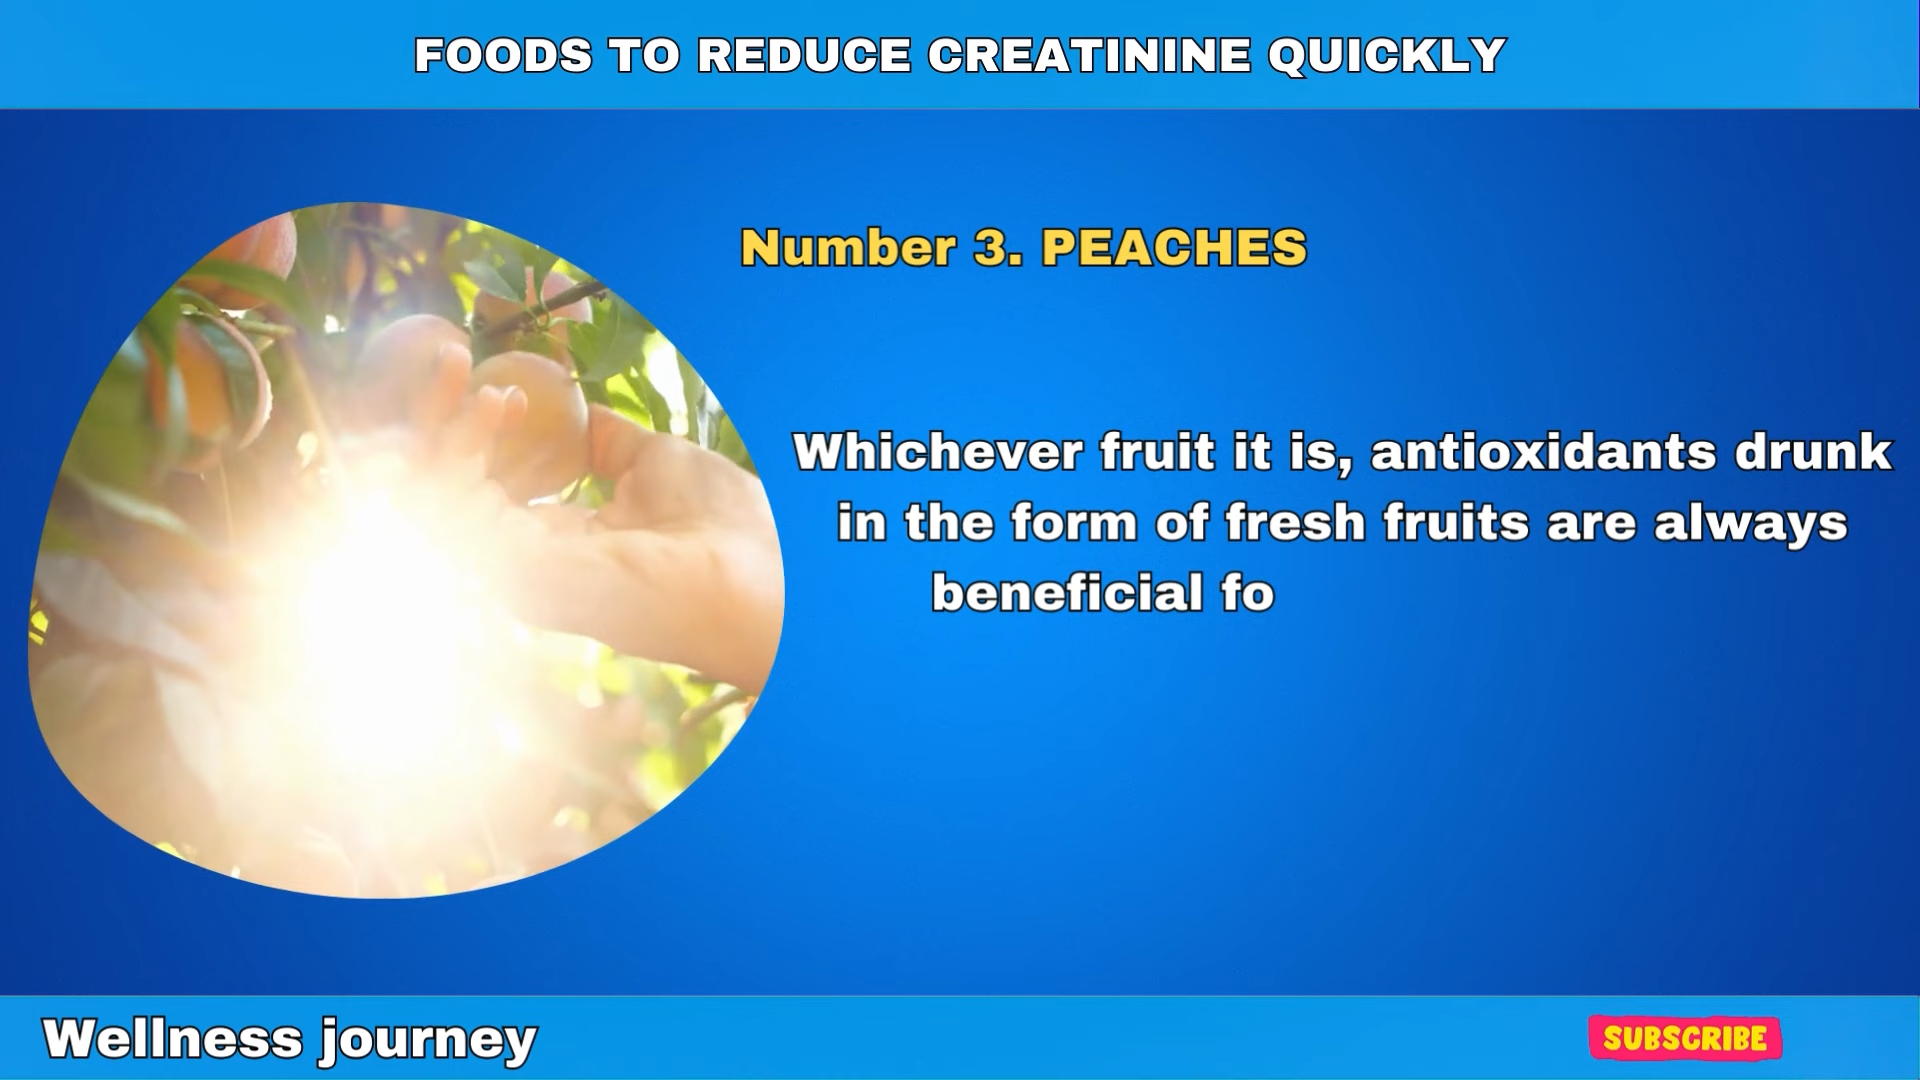 FOODS TO REDUCE CREATININE QUICKLY
Number 3. PEACHES
Whichever fruit it is, antioxidants drunk
in the form of fresh fruits are always
beneficial fo
Wellness journey
SUBSCRIBE